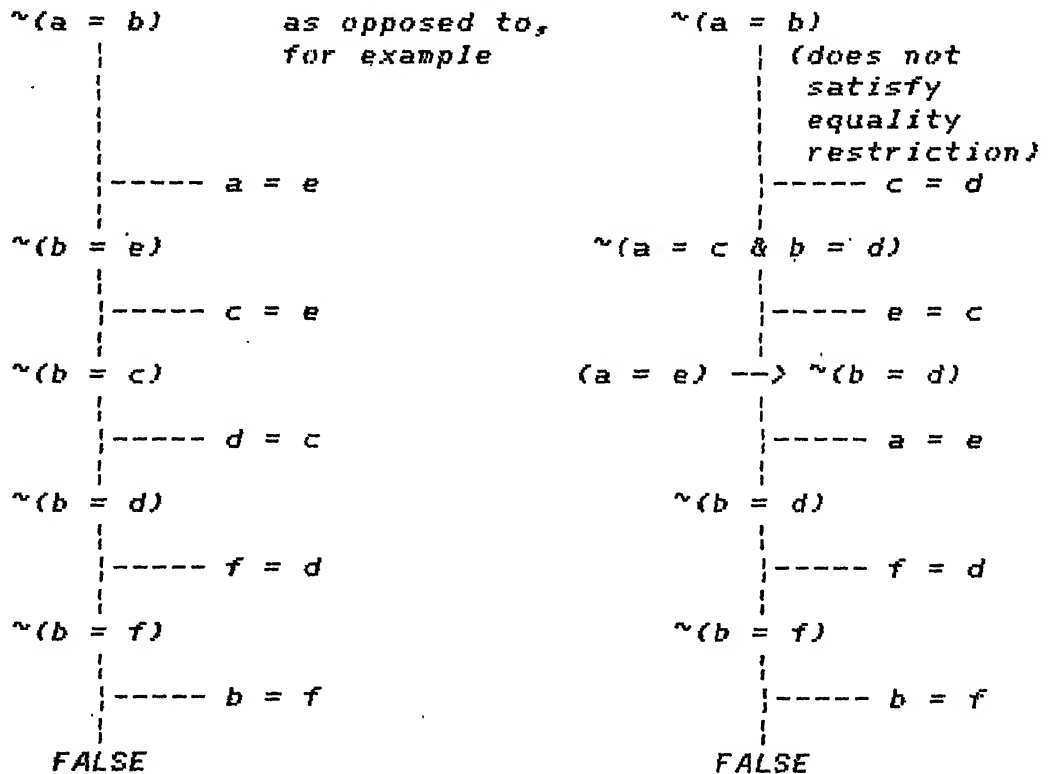 ~(a = b) as opposed to, ~(a = b)
for example (does not
satisfy
equality
restriction)
----- a = e ----- c = d
~(b = e) ~(a = c & b = d)
----- c = e ----- e = c
~(b = c) (a = e) --> ~(b = d)
----- d = c ----- a = e
~(b = d) ~(b = d)
----- f = d ----- f = d
~(b = f) ~(b = f)
----- b = f ----- b = f
FALSE FALSE